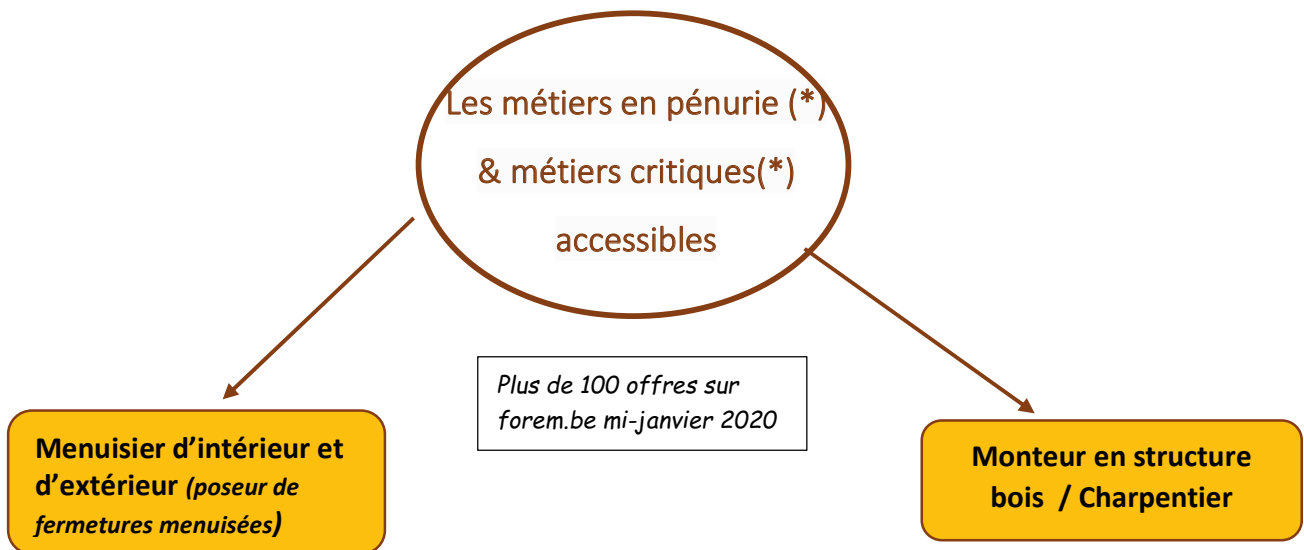 Les métiers en pénurie (*)
& métiers critiques(*)
accessibles
Plus de 100 offres sur
forem.be mi-janvier 2020
Menuisier d'intérieur et
d'extérieur (poseur de
fermetures menuisées)
Monteur en structure
bois / Charpentier